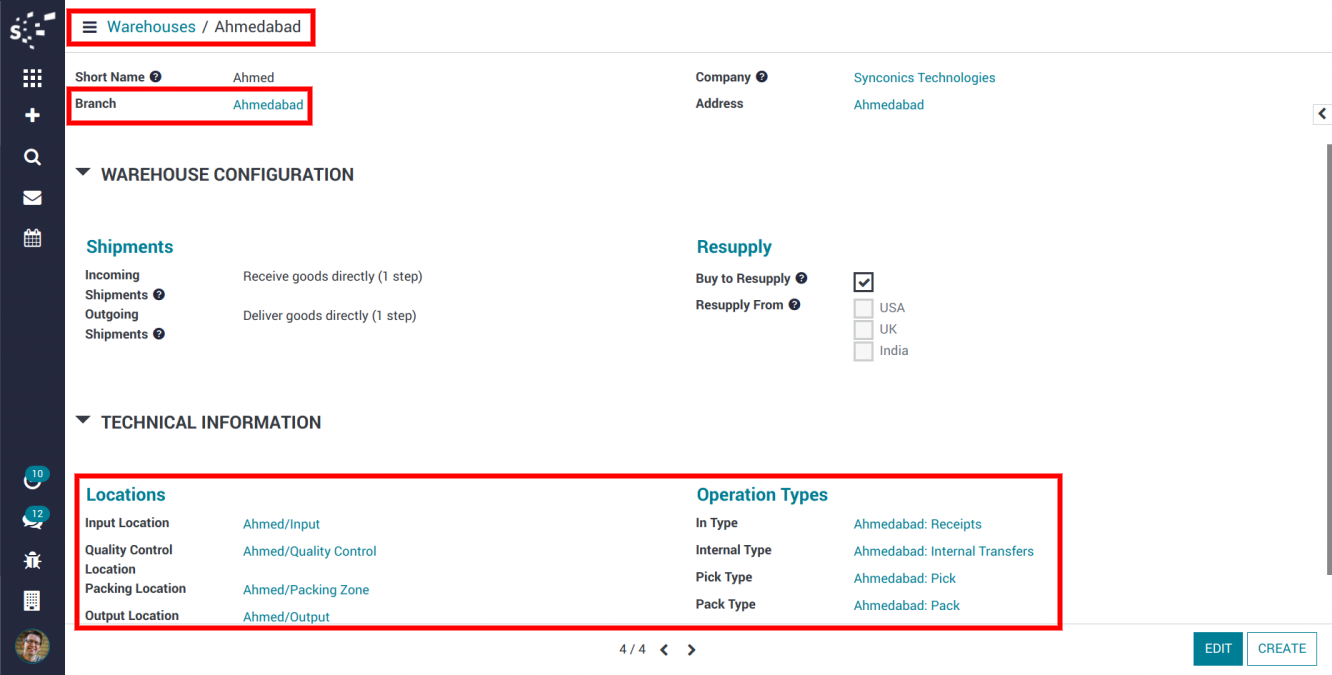 Warehouses / Ahmedabad
Short Name
Ahmed
Company
Synconics Technologies
Branch
Ahmedabad
Address
Ahmedabad
WAREHOUSE CONFIGURATION
Shipments
Incoming
Shipments
Receive goods directly (1 step)
Outgoing
Shipments
Deliver goods directly (1 step)
Resupply
Buy to Resupply
Resupply From
USA
UK
India
TECHNICAL INFORMATION
Locations
Input Location
Ahmed/Input
Quality Control
Location
Ahmed/Quality Control
Packing Location
Ahmed/Packing Zone
Output Location
Ahmed/Output
Operation Types
In Type
Ahmedabad: Receipts
Internal Type
Ahmedabad: Internal Transfers
Pick Type
Ahmedabad: Pick
Pack Type
Ahmedabad: Pack
10
12
4 / 4
EDIT
CREATE